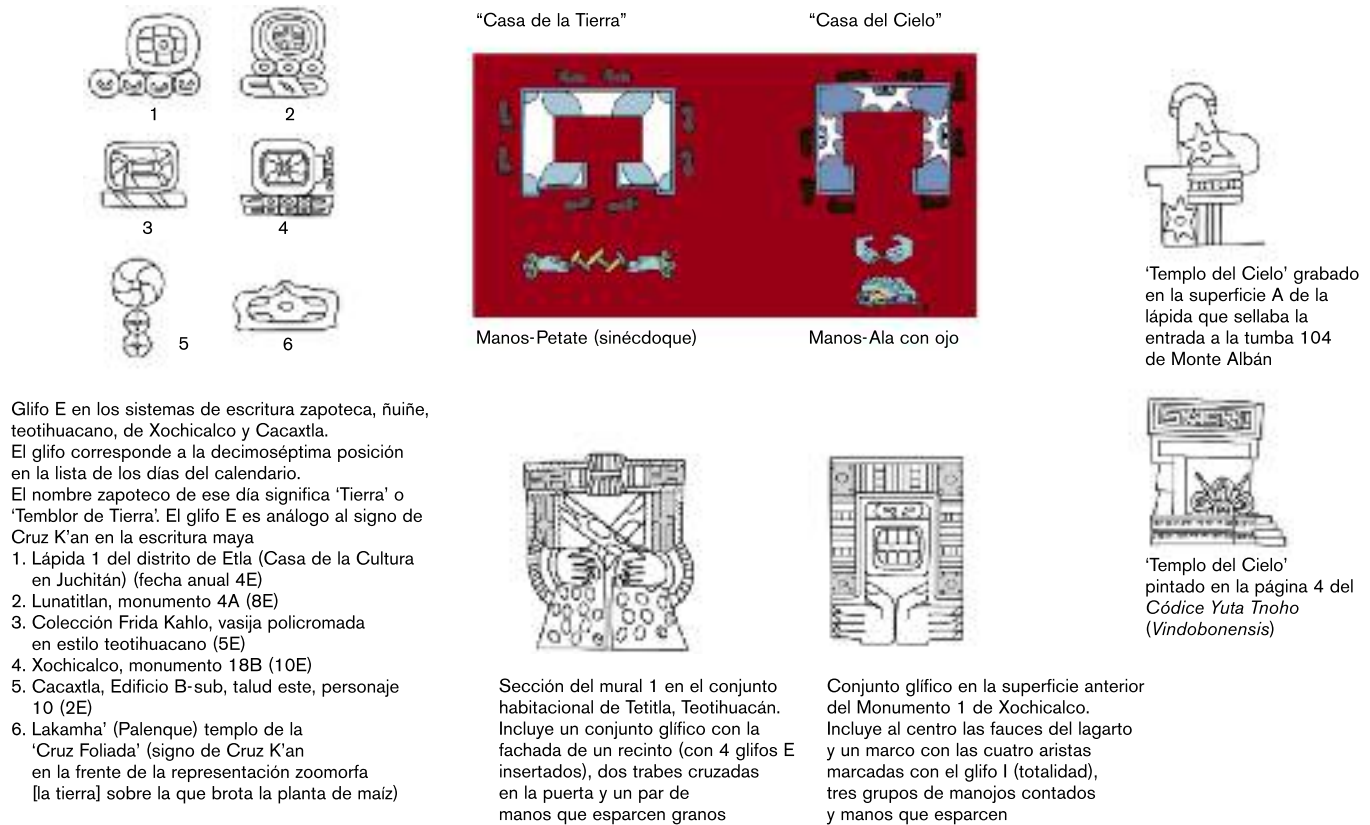 “Casa de la Tierra”
“Casa del Cielo”
1
2
3
4
5
6
Manos-Petate (sinécdoque)
Manos-Ala con ojo
‘Templo del Cielo’ grabado
en la superficie A de la
lápida que sellaba la
entrada a la tumba 104
de Monte Albán
Glifo E en los sistemas de escritura zapoteca, ñuiñe,
teotihuacano, de Xochicalco y Cacaxtla.
El glifo corresponde a la decimoséptima posición
en la lista de los días del calendario.
El nombre zapoteco de ese día significa ‘Tierra’ o
‘Temblor de Tierra’. El glifo E es análogo al signo de
Cruz K’an en la escritura maya
1. Lápida 1 del distrito de Etla (Casa de la Cultura
en Juchitán) (fecha anual 4E)
2. Lunatitlan, monumento 4A (8E)
3. Colección Frida Kahlo, vasija policromada
en estilo teotihuacano (5E)
4. Xochicalco, monumento 18B (10E)
5. Cacaxtla, Edificio B-sub, talud este, personaje
10 (2E)
6. Lakamha’ (Palenque) templo de la
‘Cruz Foliada’ (signo de Cruz K’an
en la frente de la representación zoomorfa
[la tierra] sobre la que brota la planta de maíz)
Sección del mural 1 en el conjunto
habitacional de Tetitla, Teotihuacán.
Incluye un conjunto glífico con la
fachada de un recinto (con 4 glifos E
insertados), dos trabes cruzadas
en la puerta y un par de
manos que esparcen granos
Conjunto glífico en la superficie anterior
del Monumento 1 de Xochicalco.
Incluye al centro las fauces del lagarto
y un marco con las cuatro aristas
marcadas con el glifo I (totalidad),
tres grupos de manojos contados
y manos que esparcen
‘Templo del Cielo’
pintado en la página 4 del
Códice Yuta Tnoho
(Vindobonensis)